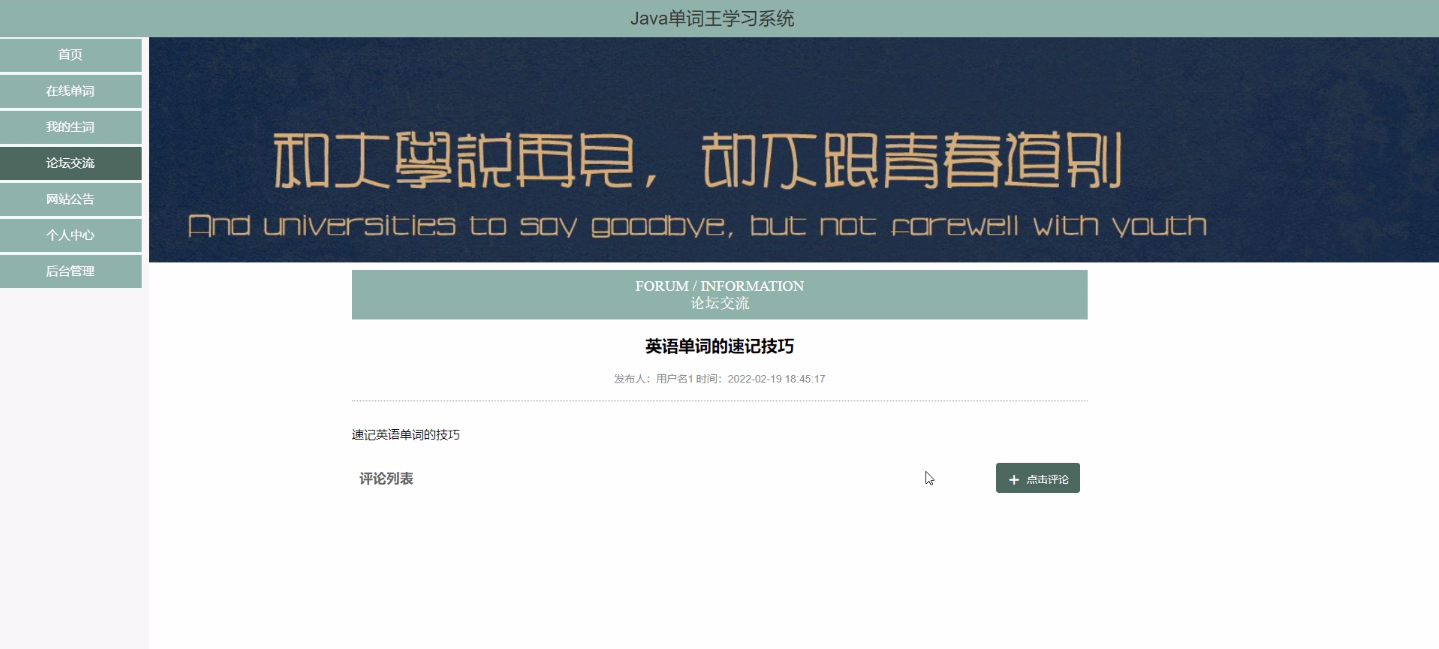 Java单词王学习系统
首页
在线单词
我的生词
论坛交流
网站公告
个人中心
后台管理
和大學説再見，却不跟青春道别
And universities to say goodbye, but not farewell with youth
FORUM / INFORMATION
论坛交流
英语单词的速记技巧
发布人：用户名1 时间：2022-02-19 18:45:17
速记英语单词的技巧
评论列表
+ 点击评论